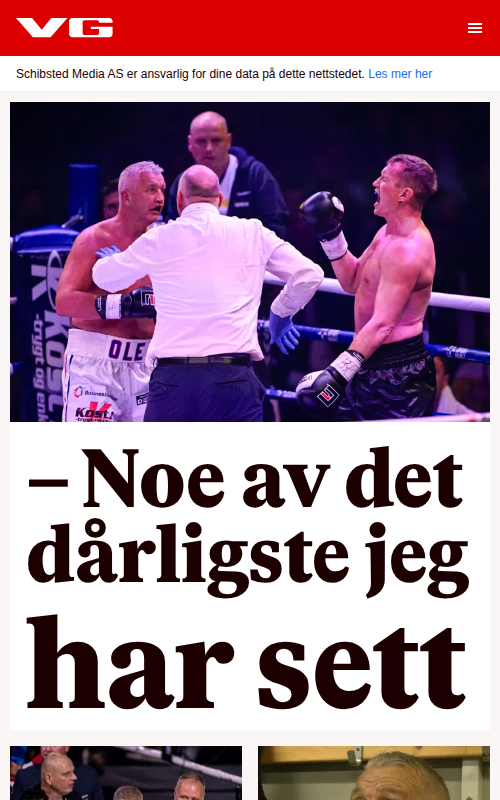 VG
Schibsted Media AS er ansvarlig for dine data på dette nettstedet. Les mer her
OLE
Kost
– Noe av det
dårligste jeg
har sett